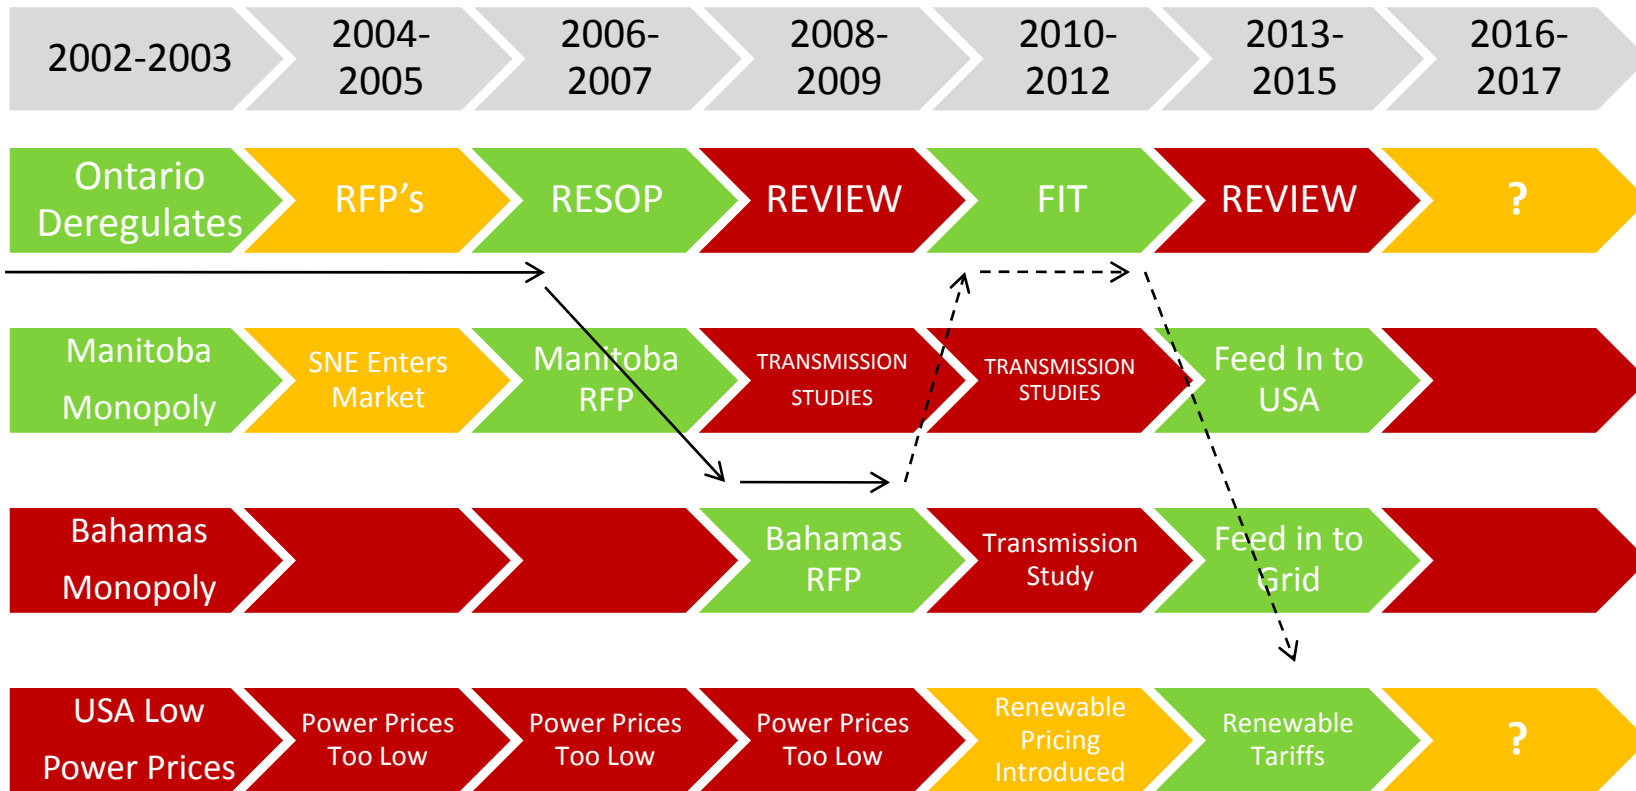 2002-2003
2004-
2005
2006-
2007
2008-
2009
2010-
2012
2013-
2015
2016-
2017
Ontario
Deregulates
RFP’s
RESOP
REVIEW
FIT
REVIEW
?
Manitoba
Monopoly
SNE Enters
Market
Manitoba
RFP
TRANSMISSION
STUDIES
TRANSMISSION
STUDIES
Feed In to
USA
Bahamas
Monopoly
Bahamas
RFP
Transmission
Study
Feed in to
Grid
USA Low
Power Prices
Power Prices
Too Low
Power Prices
Too Low
Power Prices
Too Low
Renewable
Pricing
Introduced
Renewable
Tariffs
?